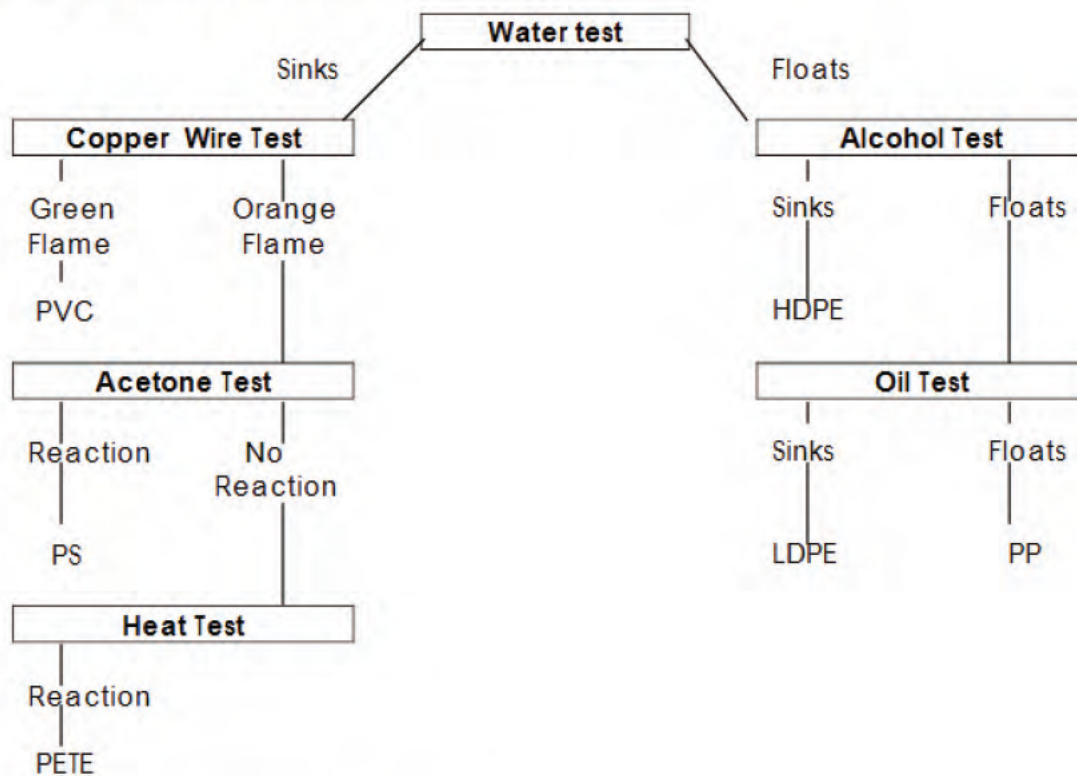 Water test
Sinks Floats
Copper Wire Test Alcohol Test
Green Orange Sinks Floats
Flame Flame
PVC HDPE
Acetone Test Oil Test
Reaction No Sinks Floats
Reaction
PS LDPE PP
Heat Test
Reaction
PETE